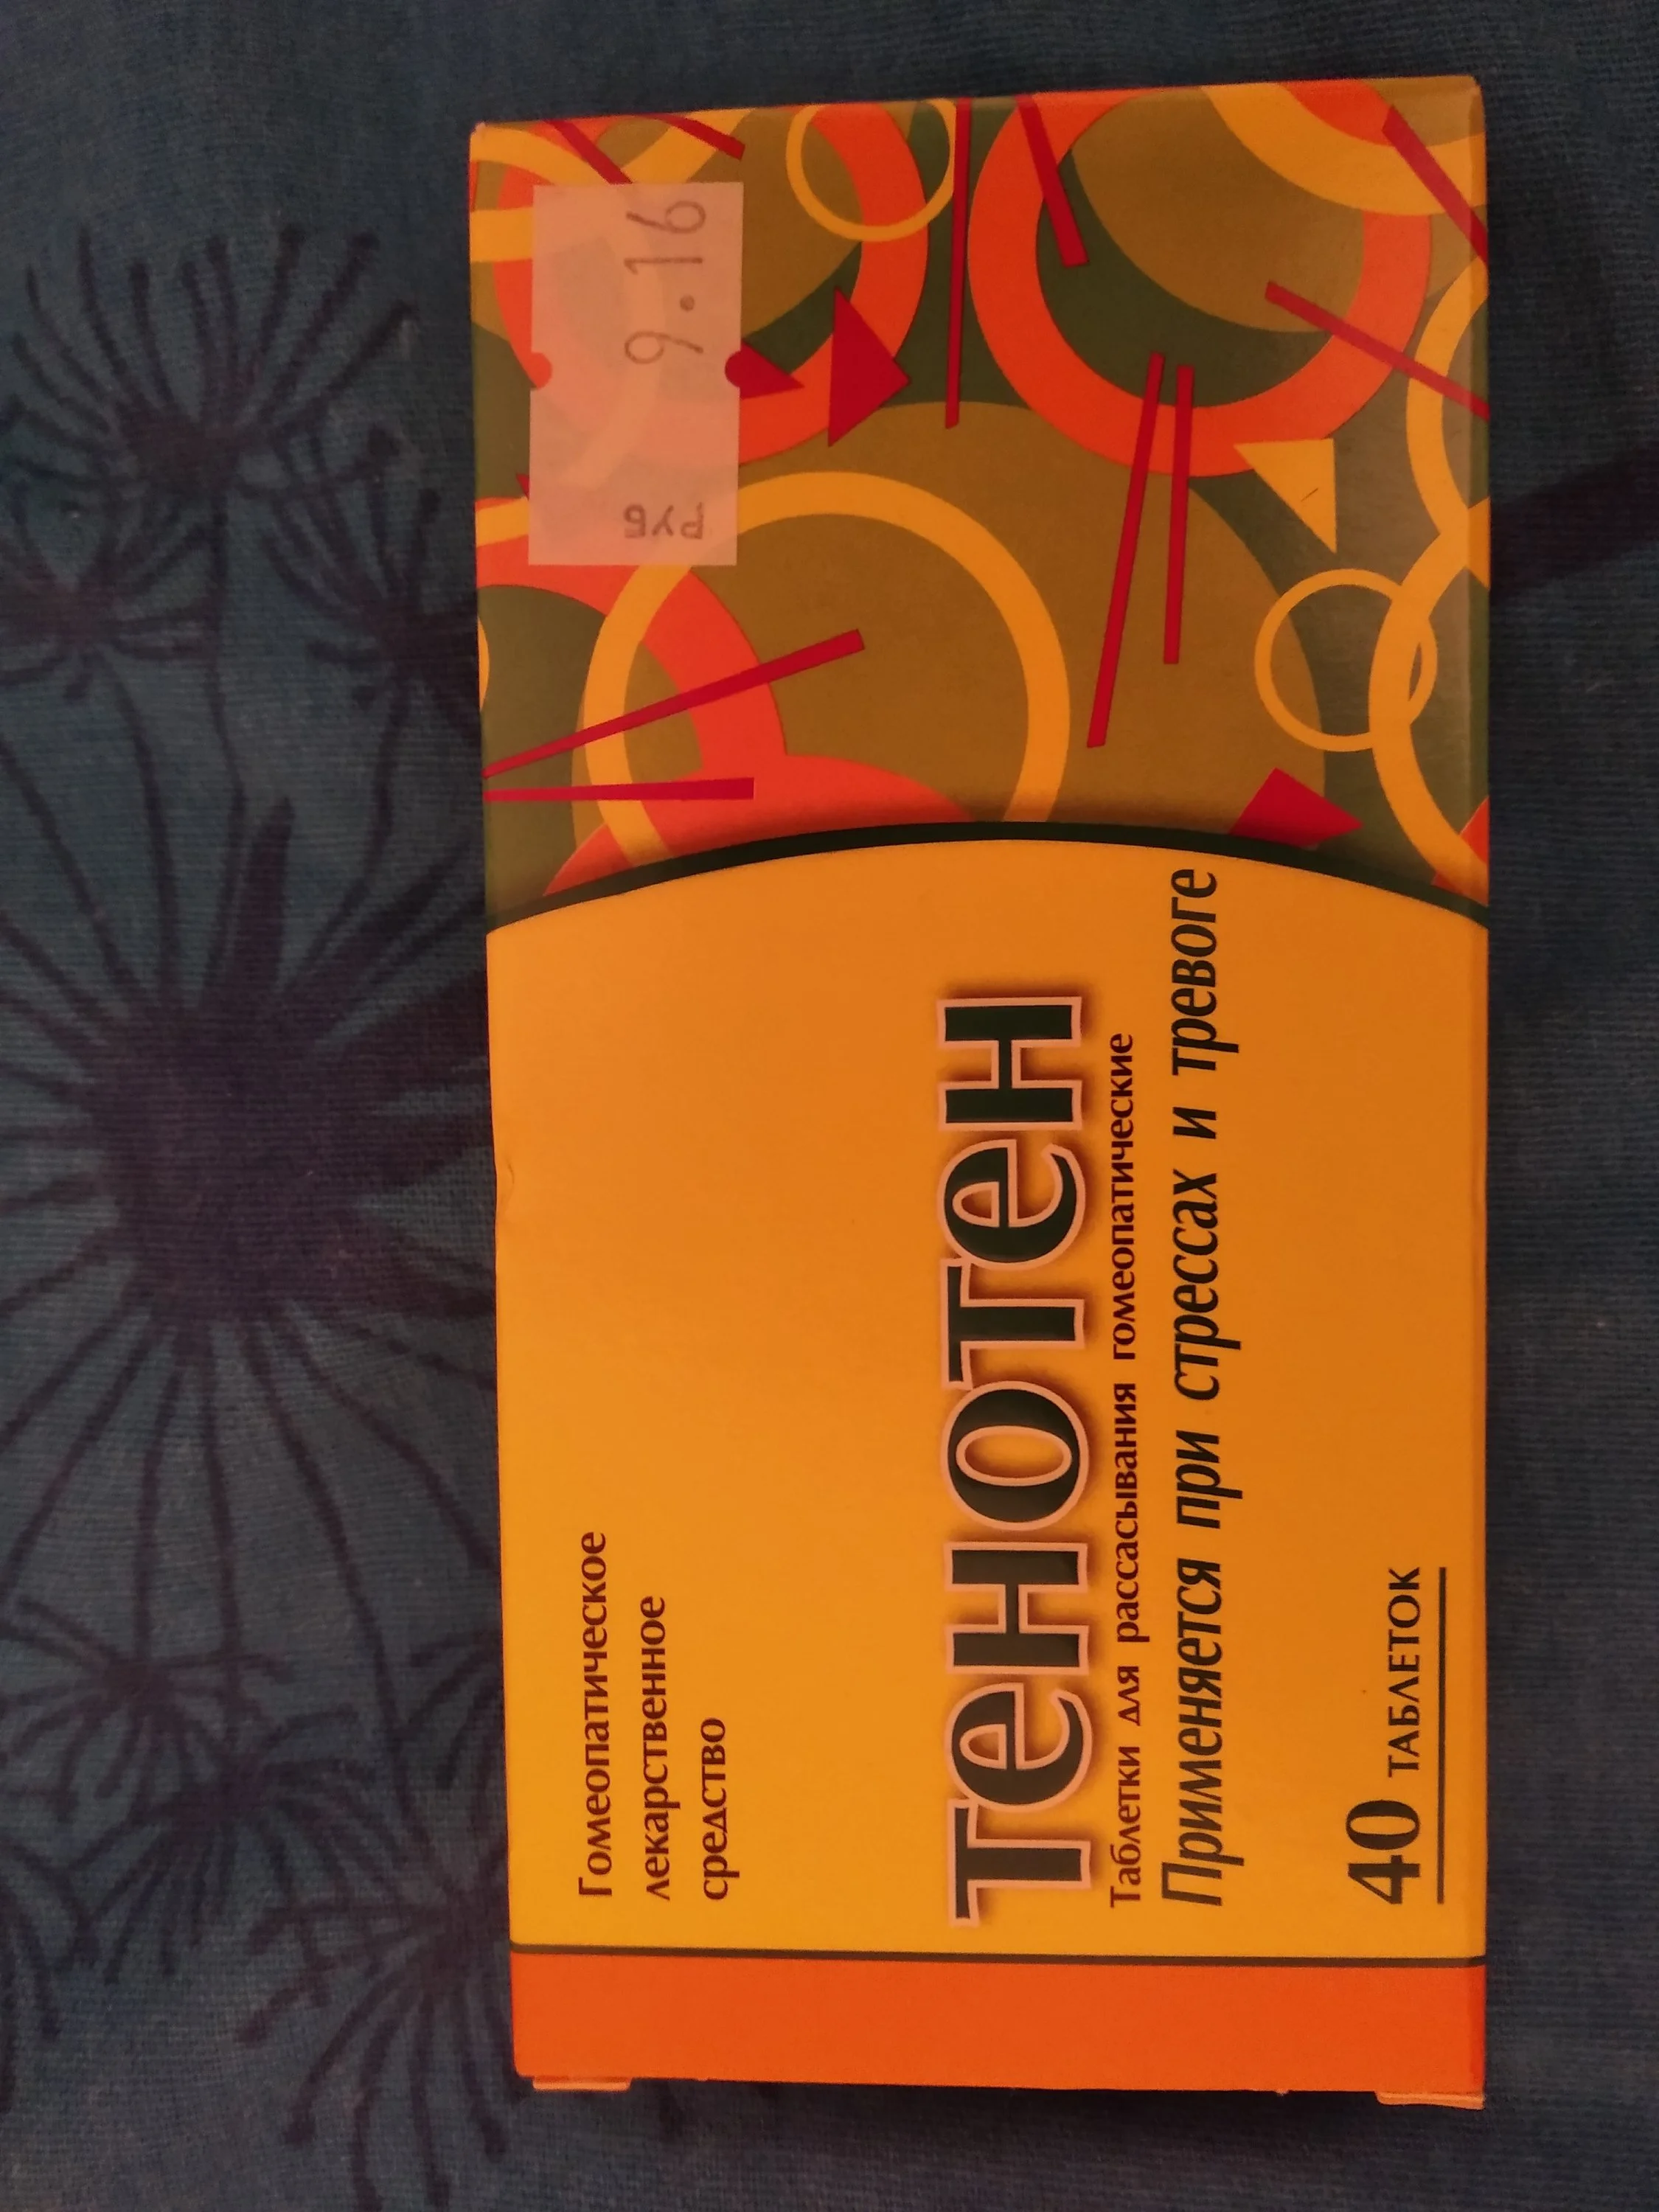 Гомеопатическое
лекарственное
средство
РУБ 9.16
тенотен
Таблетки для рассасывания гомеопатические
Применяется при стрессах и тревоге
40 ТАБЛЕТОК